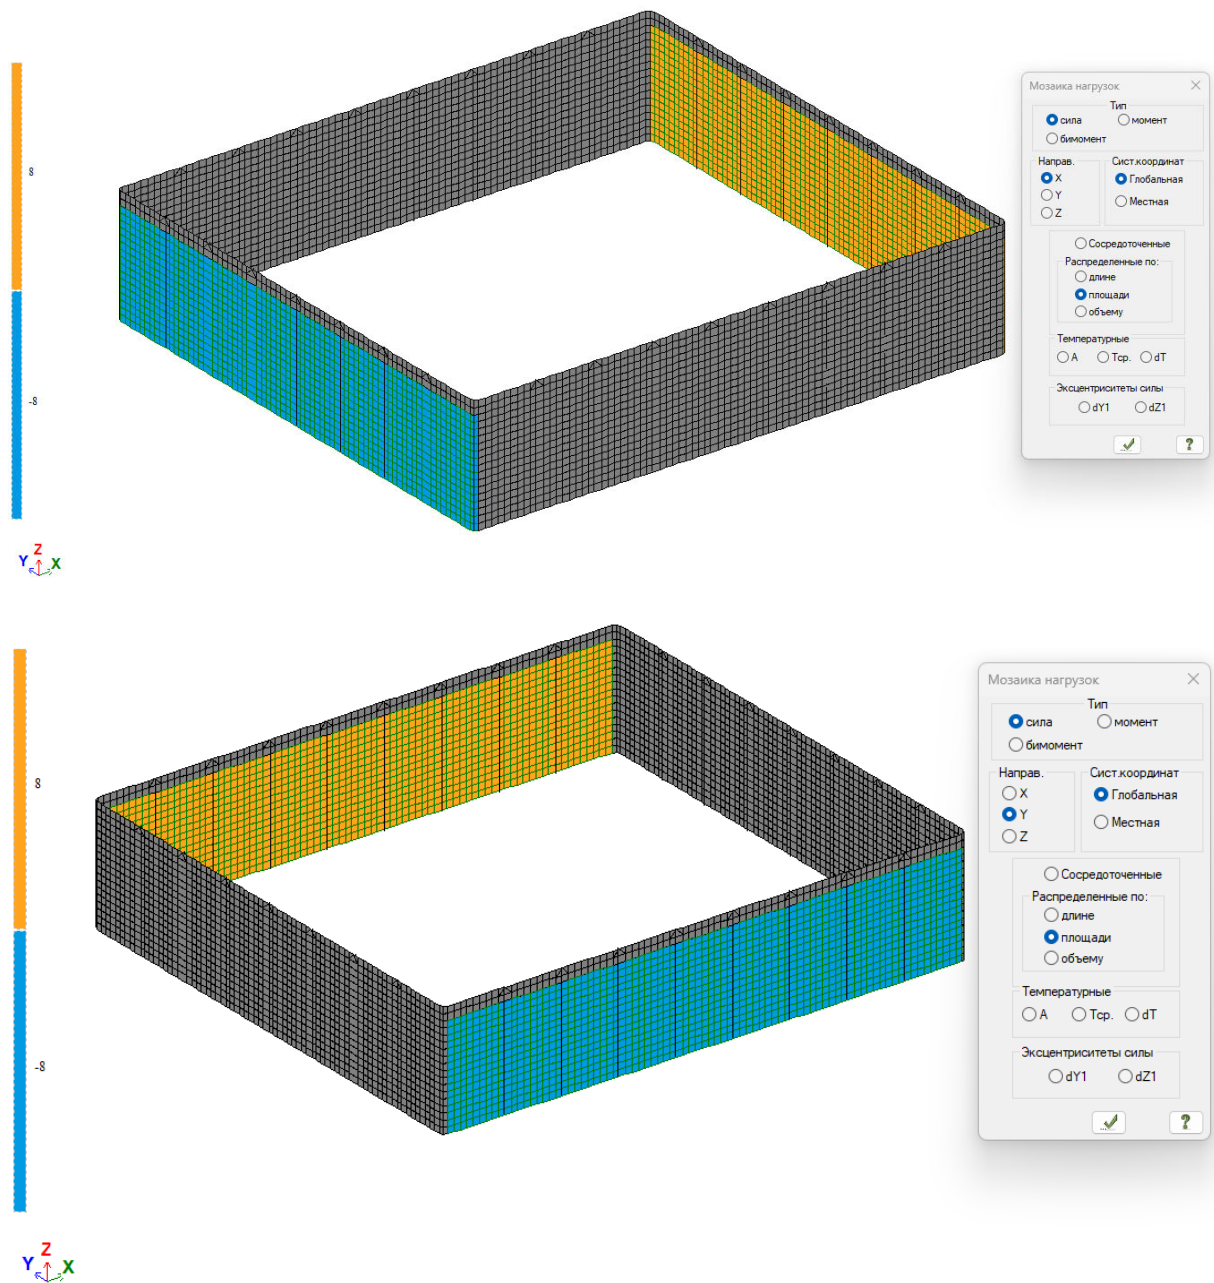 8
-8
Z
Y X
Мозаика нагрузок
Тип
сила момент
бимомент
Направ. Сист.координат
X Глобальная
Y Местная
Z
Сосредоточенные
Распределенные по:
длине
площади
объему
Температурные
A Tcp. dT
Эксцентриситеты силы
dY1 dZ1
?
8
-8
Z
Y X
Мозаика нагрузок
Тип
сила момент
бимомент
Направ. Сист.координат
X Глобальная
Y Местная
Z
Сосредоточенные
Распределенные по:
длине
площади
объему
Температурные
A Tcp. dT
Эксцентриситеты силы
dY1 dZ1
?